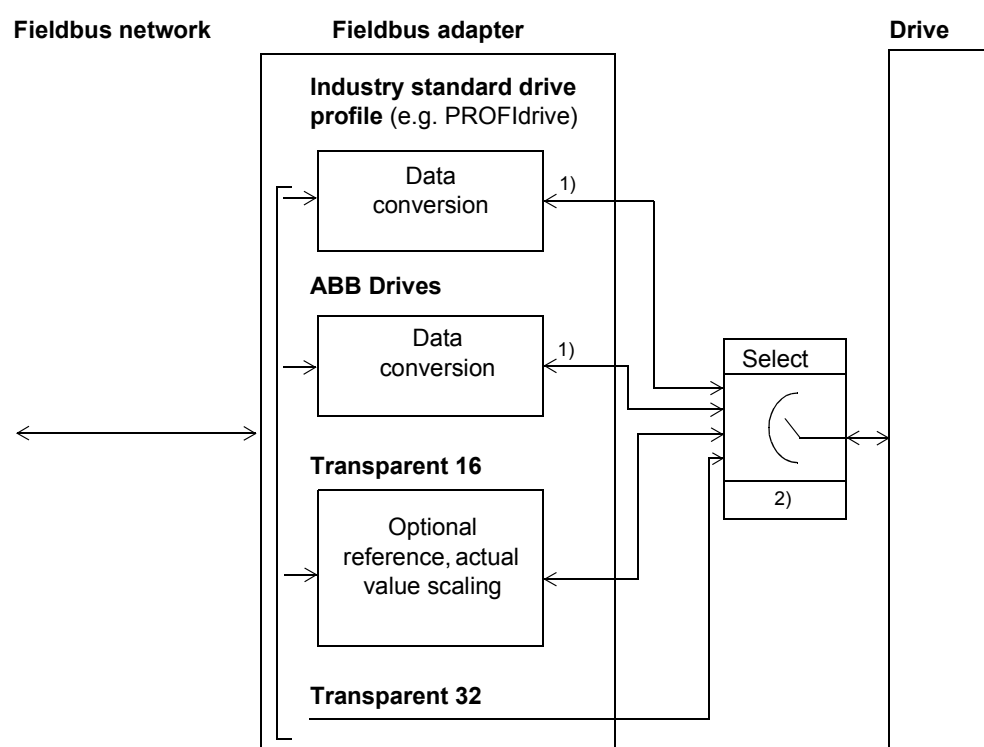 Fieldbus network
Fieldbus adapter
Drive
Industry standard drive
profile (e.g. PROFIdrive)
Data
conversion
1)
ABB Drives
Data
conversion
1)
Select
2)
Transparent 16
Optional
reference, actual
value scaling
Transparent 32